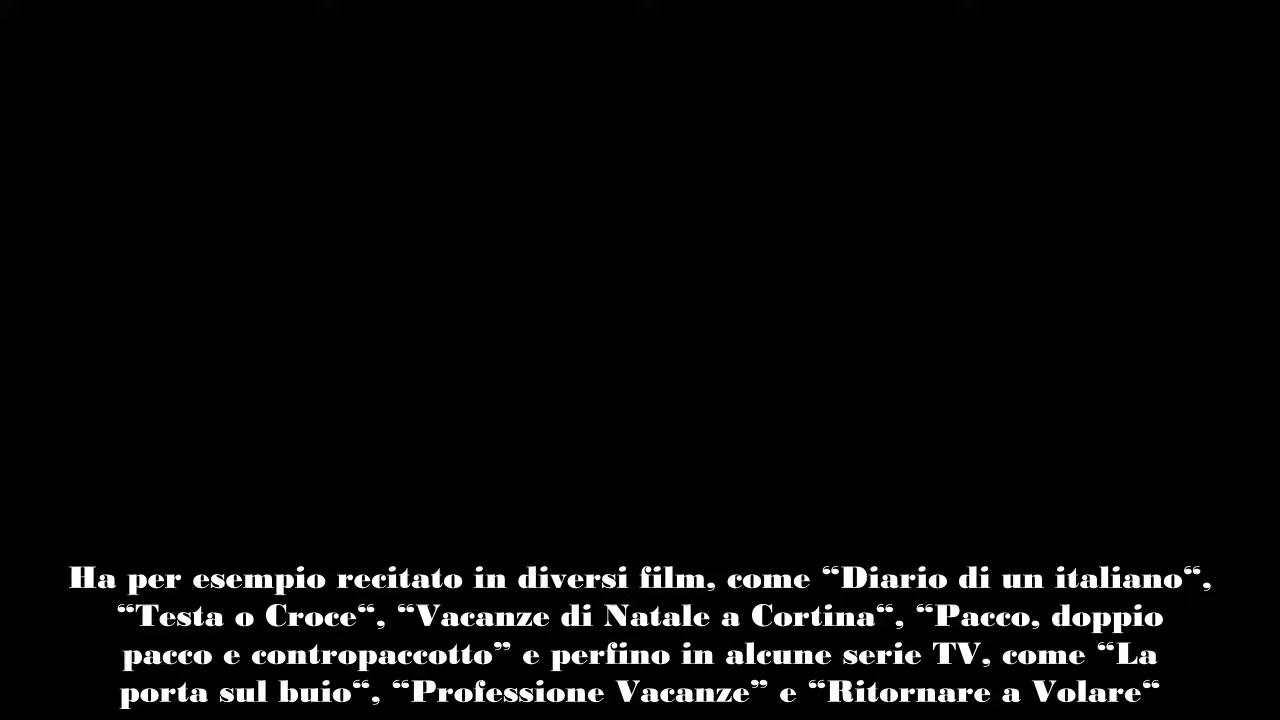 Ha per esempio recitato in diversi film, come “Diario di un italiano“,
“Testa o Croce“, “Vacanze di Natale a Cortina“, “Pacco, doppio
pacco e contropaccotto” e perfino in alcune serie TV, come “La
porta sul buio“, “Professione Vacanze” e “Ritornare a Volare“